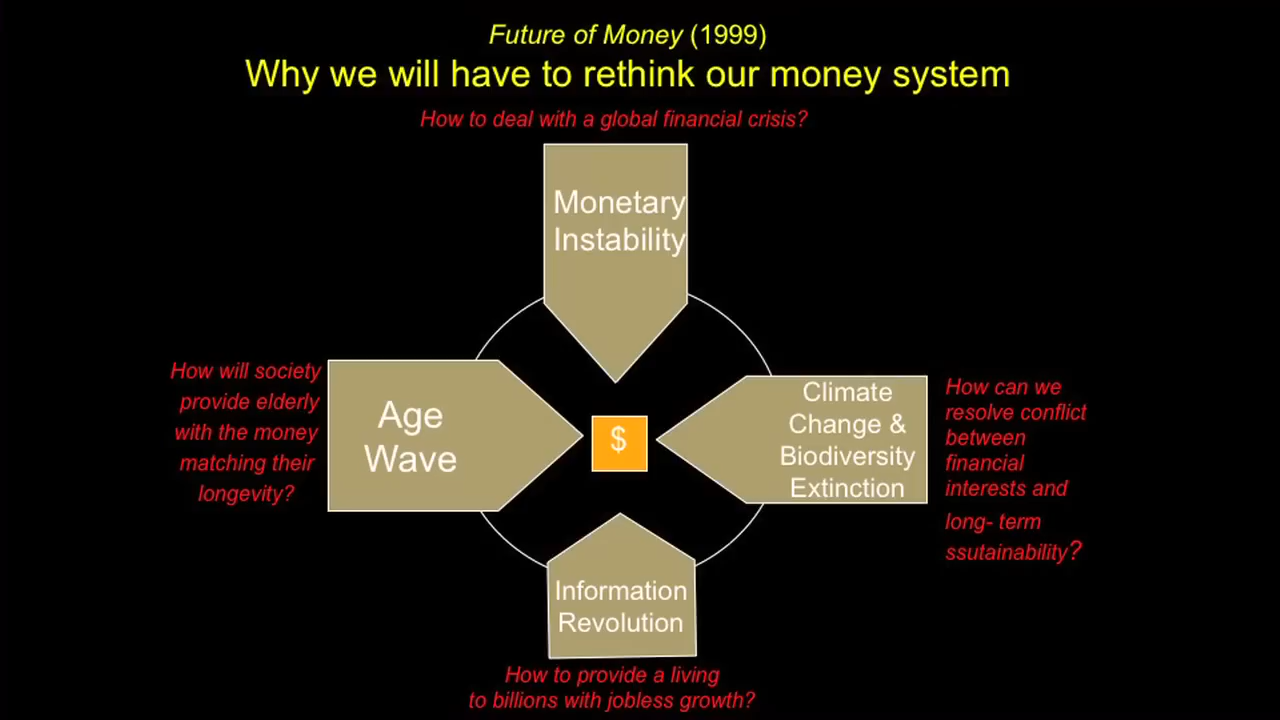 Future of Money (1999)
Why we will have to rethink our money system
How to deal with a global financial crisis?
Monetary
Instability
How will society
provide elderly
with the money
matching their
longevity?
Age
Wave
$
Climate
Change &
Biodiversity
Extinction
How can we
resolve conflict
between
financial
interests and
long- term
ssutainability?
Information
Revolution
How to provide a living
to billions with jobless growth?